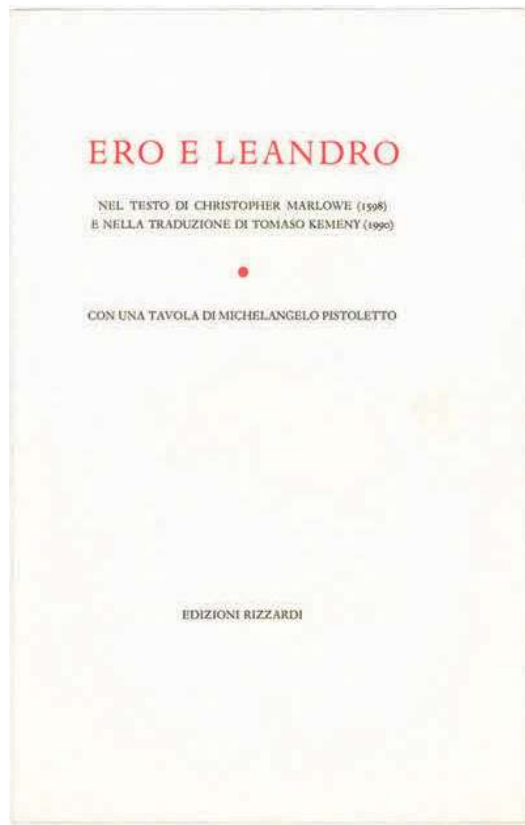 ERO E LEANDRO
NEL TESTO DI CHRISTOPHER MARLOWE (1598)
E NELLA TRADUZIONE DI TOMASO KEMENY (1990)
CON UNA TAVOLA DI MICHELANGELO PISTOLETTO
EDIZIONI RIZZARDI